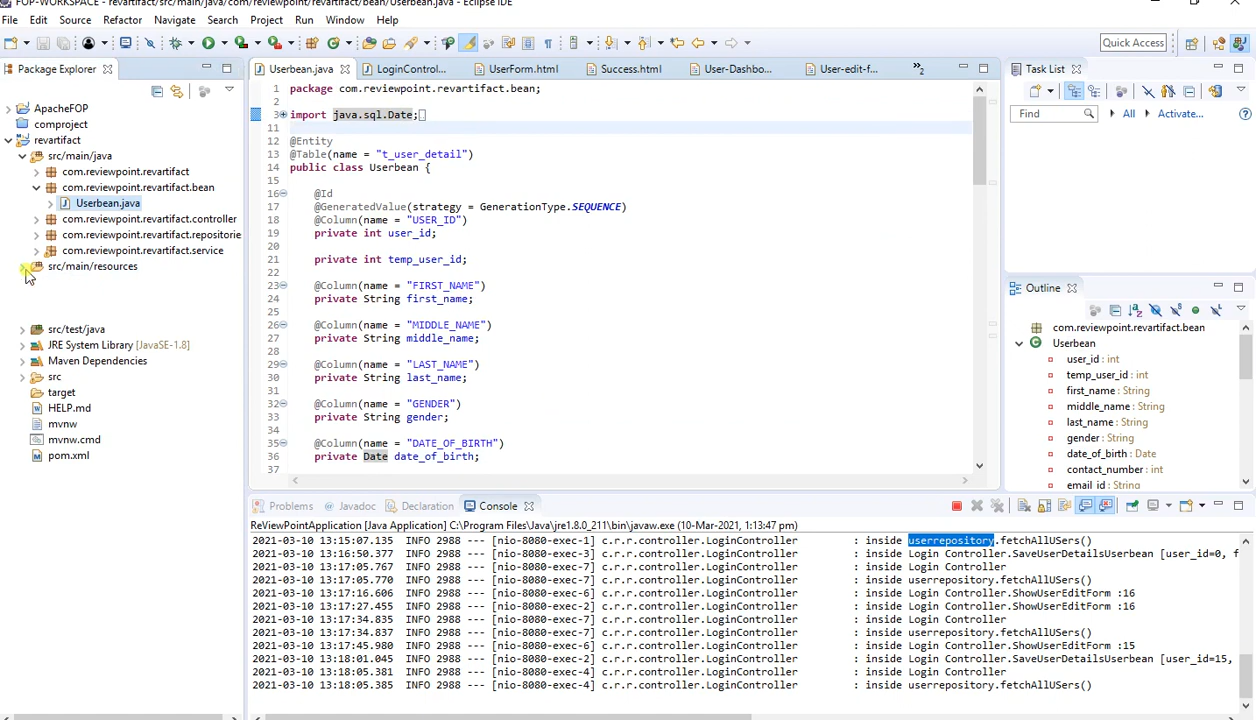 FOP-WORKSPACE - revartifact/src/main/java/com/reviewpoint/revartifact/bean/Userbean.java - Eclipse IDE
File Edit Source Refactor Navigate Search Project Run Window Help
Quick Access
Package Explorer
ApacheFOP
comproject
revartifact
src/main/java
com.reviewpoint.revartifact
com.reviewpoint.revartifact.bean
Userbean.java
com.reviewpoint.revartifact.controller
com.reviewpoint.revartifact.repositorie
com.reviewpoint.revartifact.service
src/main/resources
src/test/java
JRE System Library [JavaSE-1.8]
Maven Dependencies
src
target
HELP.md
mvnw
mvnw.cmd
pom.xml
Userbean.java LoginControl... UserForm.html Success.html User-Dashbo... User-edit-f... »2
1 package com.reviewpoint.revartifact.bean;
2
3 import java.sql.Date;
11
12 @Entity
13 @Table(name = "t_user_detail")
14 public class Userbean {
15
16 @Id
17 @GeneratedValue(strategy = GenerationType.SEQUENCE)
18 @Column(name = "USER_ID")
19 private int user_id;
20
21 private int temp_user_id;
22
23 @Column(name = "FIRST_NAME")
24 private String first_name;
25
26 @Column(name = "MIDDLE_NAME")
27 private String middle_name;
28
29 @Column(name = "LAST_NAME")
30 private String last_name;
31
32 @Column(name = "GENDER")
33 private String gender;
34
35 @Column(name = "DATE_OF_BIRTH")
36 private Date date_of_birth;
37
Task List
Find All Activate...
Outline
com.reviewpoint.revartifact.bean
Userbean
user_id : int
temp_user_id : int
first_name : String
middle_name : String
last_name : String
gender : String
date_of_birth : Date
contact_number : int
email_id : String
Problems Javadoc Declaration Console
ReViewPointApplication [Java Application] C:\Program Files\Java\jre1.8.0_211\bin\javaw.exe (10-Mar-2021, 1:13:47 pm)
2021-03-10 13:15:07.135 INFO 2988 --- [nio-8080-exec-1] c.r.r.controller.LoginController : inside userrepository.fetchAllUSers()
2021-03-10 13:16:50.377 INFO 2988 --- [nio-8080-exec-3] c.r.r.controller.LoginController : inside Login Controller.SaveUserDetailsUserbean [user_id=0, f
2021-03-10 13:17:05.767 INFO 2988 --- [nio-8080-exec-7] c.r.r.controller.LoginController : inside Login Controller
2021-03-10 13:17:05.770 INFO 2988 --- [nio-8080-exec-7] c.r.r.controller.LoginController : inside userrepository.fetchAllUSers()
2021-03-10 13:17:16.606 INFO 2988 --- [nio-8080-exec-6] c.r.r.controller.LoginController : inside Login Controller.ShowUserEditForm :16
2021-03-10 13:17:27.455 INFO 2988 --- [nio-8080-exec-2] c.r.r.controller.LoginController : inside Login Controller.ShowUserEditForm :16
2021-03-10 13:17:34.835 INFO 2988 --- [nio-8080-exec-7] c.r.r.controller.LoginController : inside Login Controller
2021-03-10 13:17:34.837 INFO 2988 --- [nio-8080-exec-7] c.r.r.controller.LoginController : inside userrepository.fetchAllUSers()
2021-03-10 13:17:45.980 INFO 2988 --- [nio-8080-exec-6] c.r.r.controller.LoginController : inside Login Controller.ShowUserEditForm :15
2021-03-10 13:18:01.045 INFO 2988 --- [nio-8080-exec-2] c.r.r.controller.LoginController : inside Login Controller.SaveUserDetailsUserbean [user_id=15,
2021-03-10 13:18:05.381 INFO 2988 --- [nio-8080-exec-4] c.r.r.controller.LoginController : inside Login Controller
2021-03-10 13:18:05.385 INFO 2988 --- [nio-8080-exec-4] c.r.r.controller.LoginController : inside userrepository.fetchAllUSers()